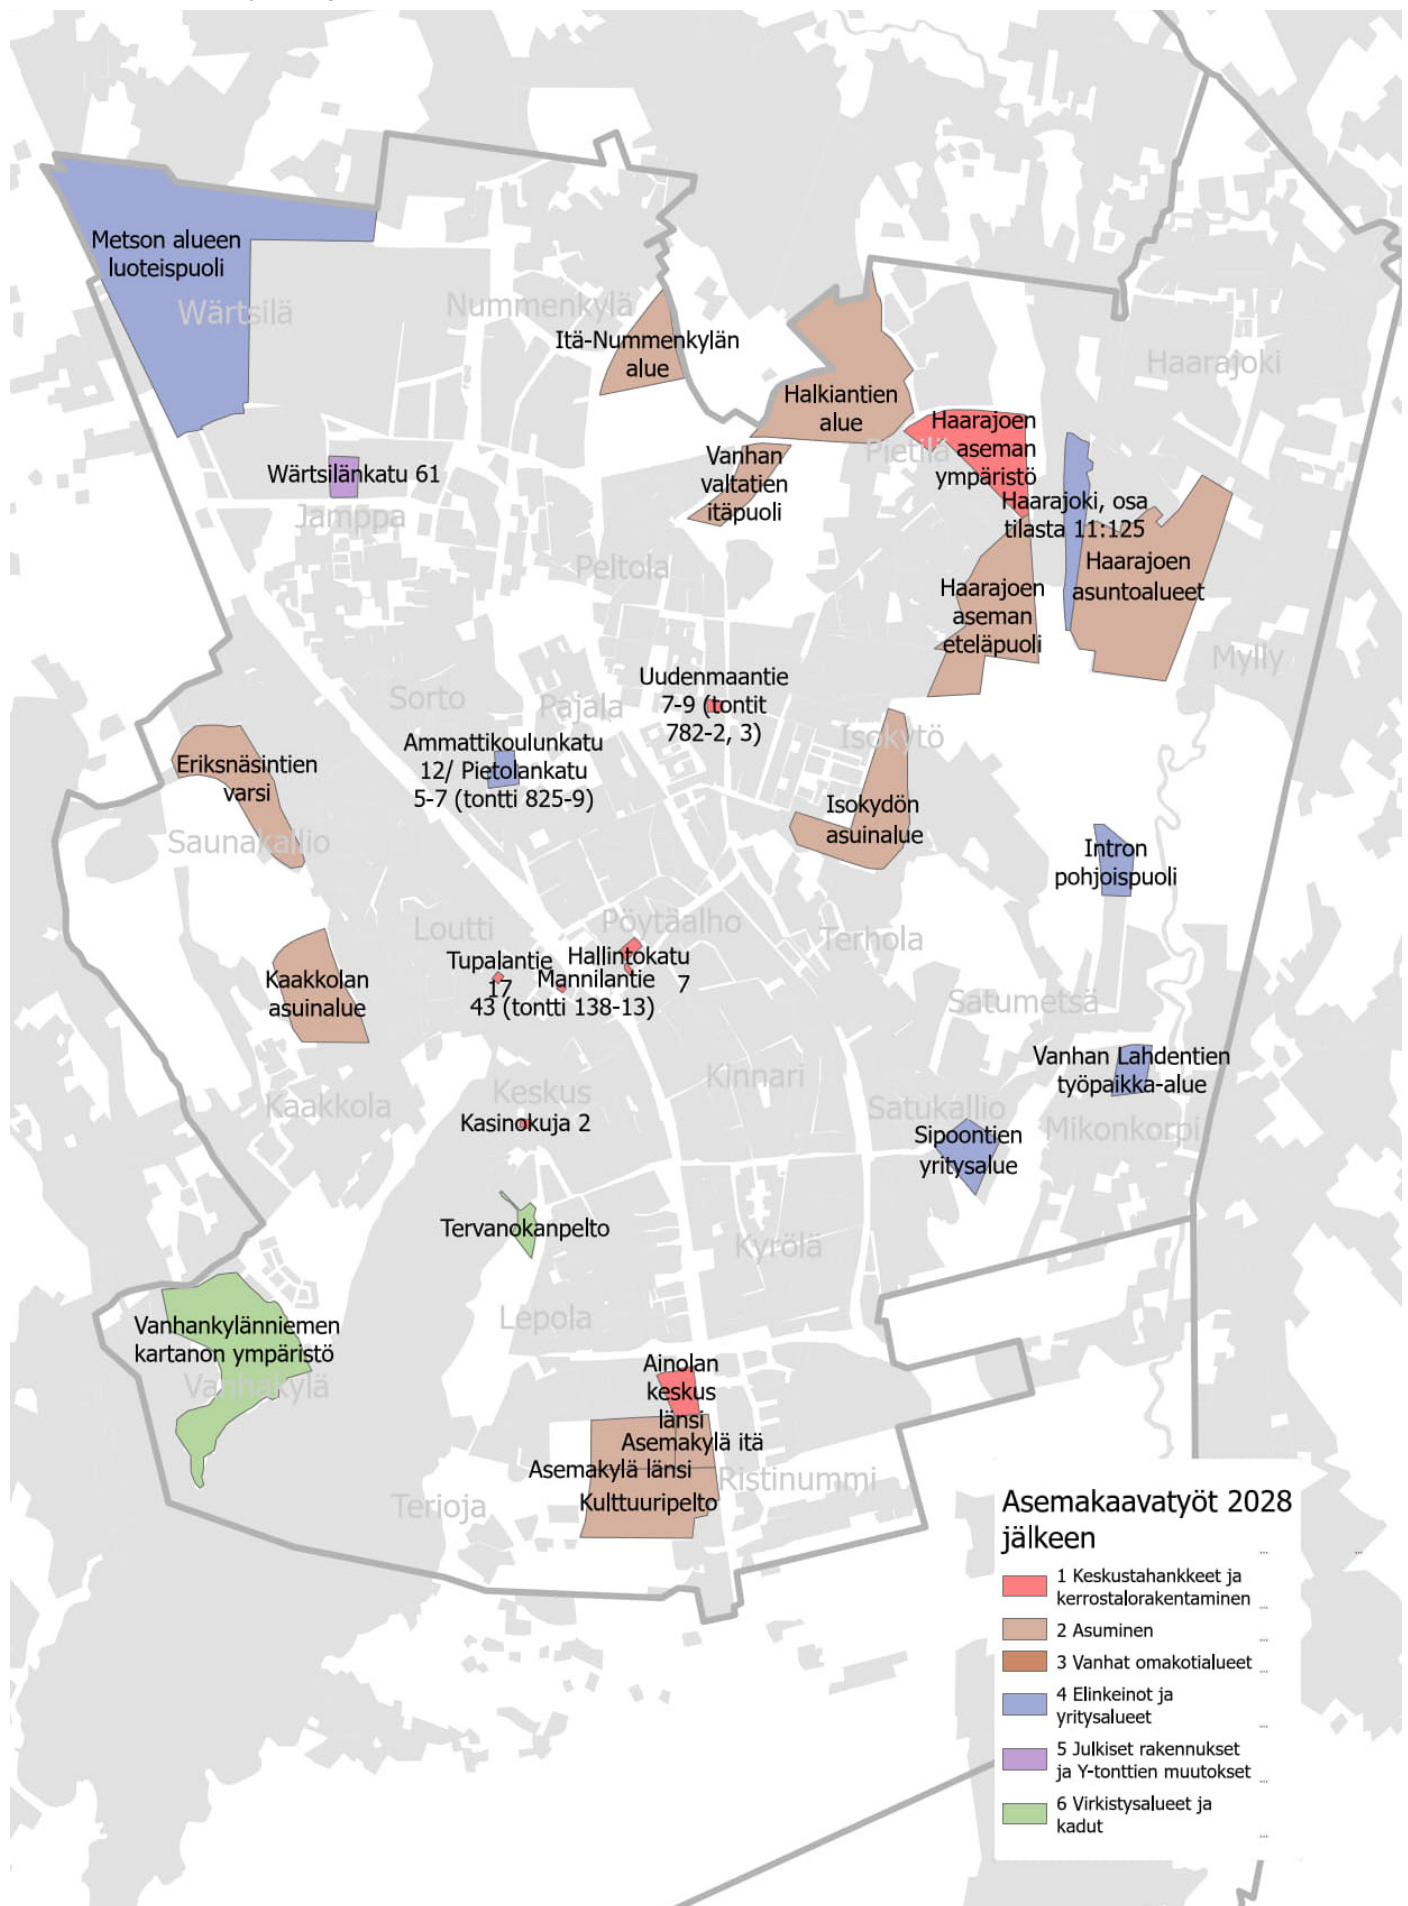 Metson alueen
luoteispuoli
Wärtsilä
Nummenkylä
Itä-Nummenkylän
alue
Haarajoki
Halkiantien
alue
Haarajoen
aseman
ympäristö
Pietilä
Vanhan
valtatien
itäpuoli
Wärtsilänkatu 61
Jamppa
Haarajoki, osa
tilasta 11:125
Haarajoen
asuntoalueet
Peltola
Haarajoen
aseman
eteläpuoli
Mylly
Uudenmaantie
7-9 (tontit
782-2, 3)
Sorto
Pajala
Isokytö
Ammattikoulunkatu
12/ Pietolankatu
5-7 (tontti 825-9)
Eriksnäsintien
varsi
Saunakallio
Isokydön
asuinalue
Intron
pohjoispuoli
Loutti
Pöytäalho
Terhola
Tupalantie
17
Hallintokatu
7
Mannilantie
43 (tontti 138-13)
Kaakkolan
asuinalue
Satumetsä
Vanhan Lahdentien
työpaikka-alue
Kinnari
Keskus
Kaakkola
Satukallio
Mikonkorpi
Kasinokuja 2
Sipoontien
yritysalue
Tervanokanpelto
Kyrölä
Lepola
Vanhankylänniemen
kartanon ympäristö
Vanhakylä
Ainolan
keskus
länsi
Asemakylä itä
Asemakylä länsi
Ristinummi
Kulttuuripelto
Terioja
Asemakaavatyöt 2028
jälkeen
...
...
1 Keskustahankkeet ja
kerrostalorakentaminen ...
2 Asuminen ...
3 Vanhat omakotialueet ...
4 Elinkeinot ja
yritysalueet ...
5 Julkiset rakennukset
ja Y-tonttien muutokset ...
6 Virkistysalueet ja
kadut ...